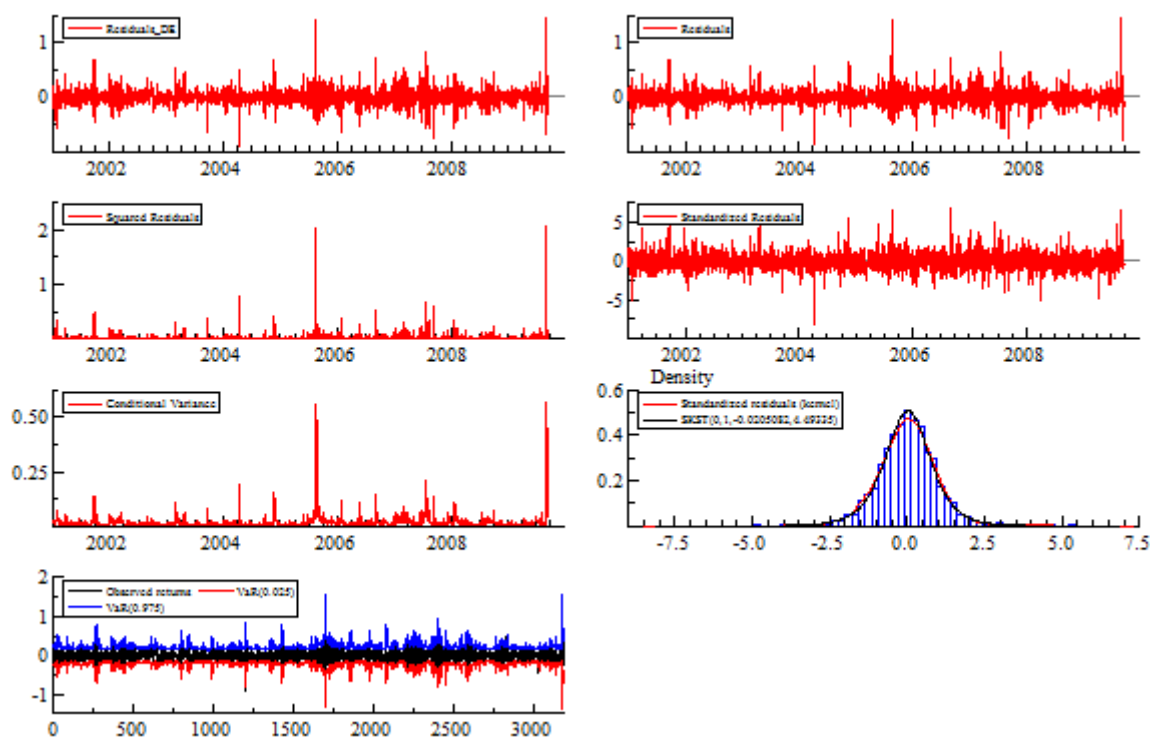 Residuals_DE
1
0
2002 2004 2006 2008
Residuals
1
0
2002 2004 2006 2008
Squared Residuals
2
1
2002 2004 2006 2008
Standardized Residuals
5
0
-5
2002 2004 2006 2008
Conditional Variance
0.50
0.25
2002 2004 2006 2008
Density
0.6
Standardized residuals (kernel)
SKST(0,1,-0.0205082,4.49335)
0.4
0.2
-7.5 -5.0 -2.5 0.0 2.5 5.0 7.5
2
Observed returns VaR(0.025)
VaR(0.975)
1
0
-1
0 500 1000 1500 2000 2500 3000